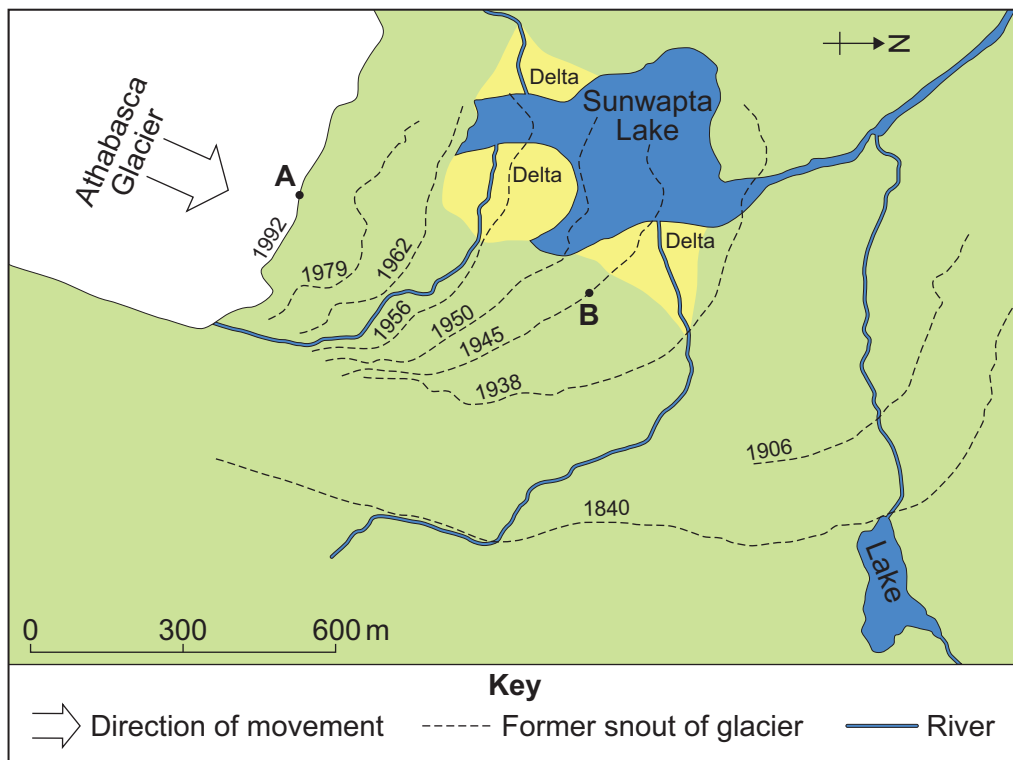 N
Delta
Sunwapta
Lake
Athabasca
Glacier
A
Delta
1992
Delta
1979
1962
1956
1950
B
1945
1938
1906
1840
Lake
0 300 600 m
Key
Direction of movement Former snout of glacier River